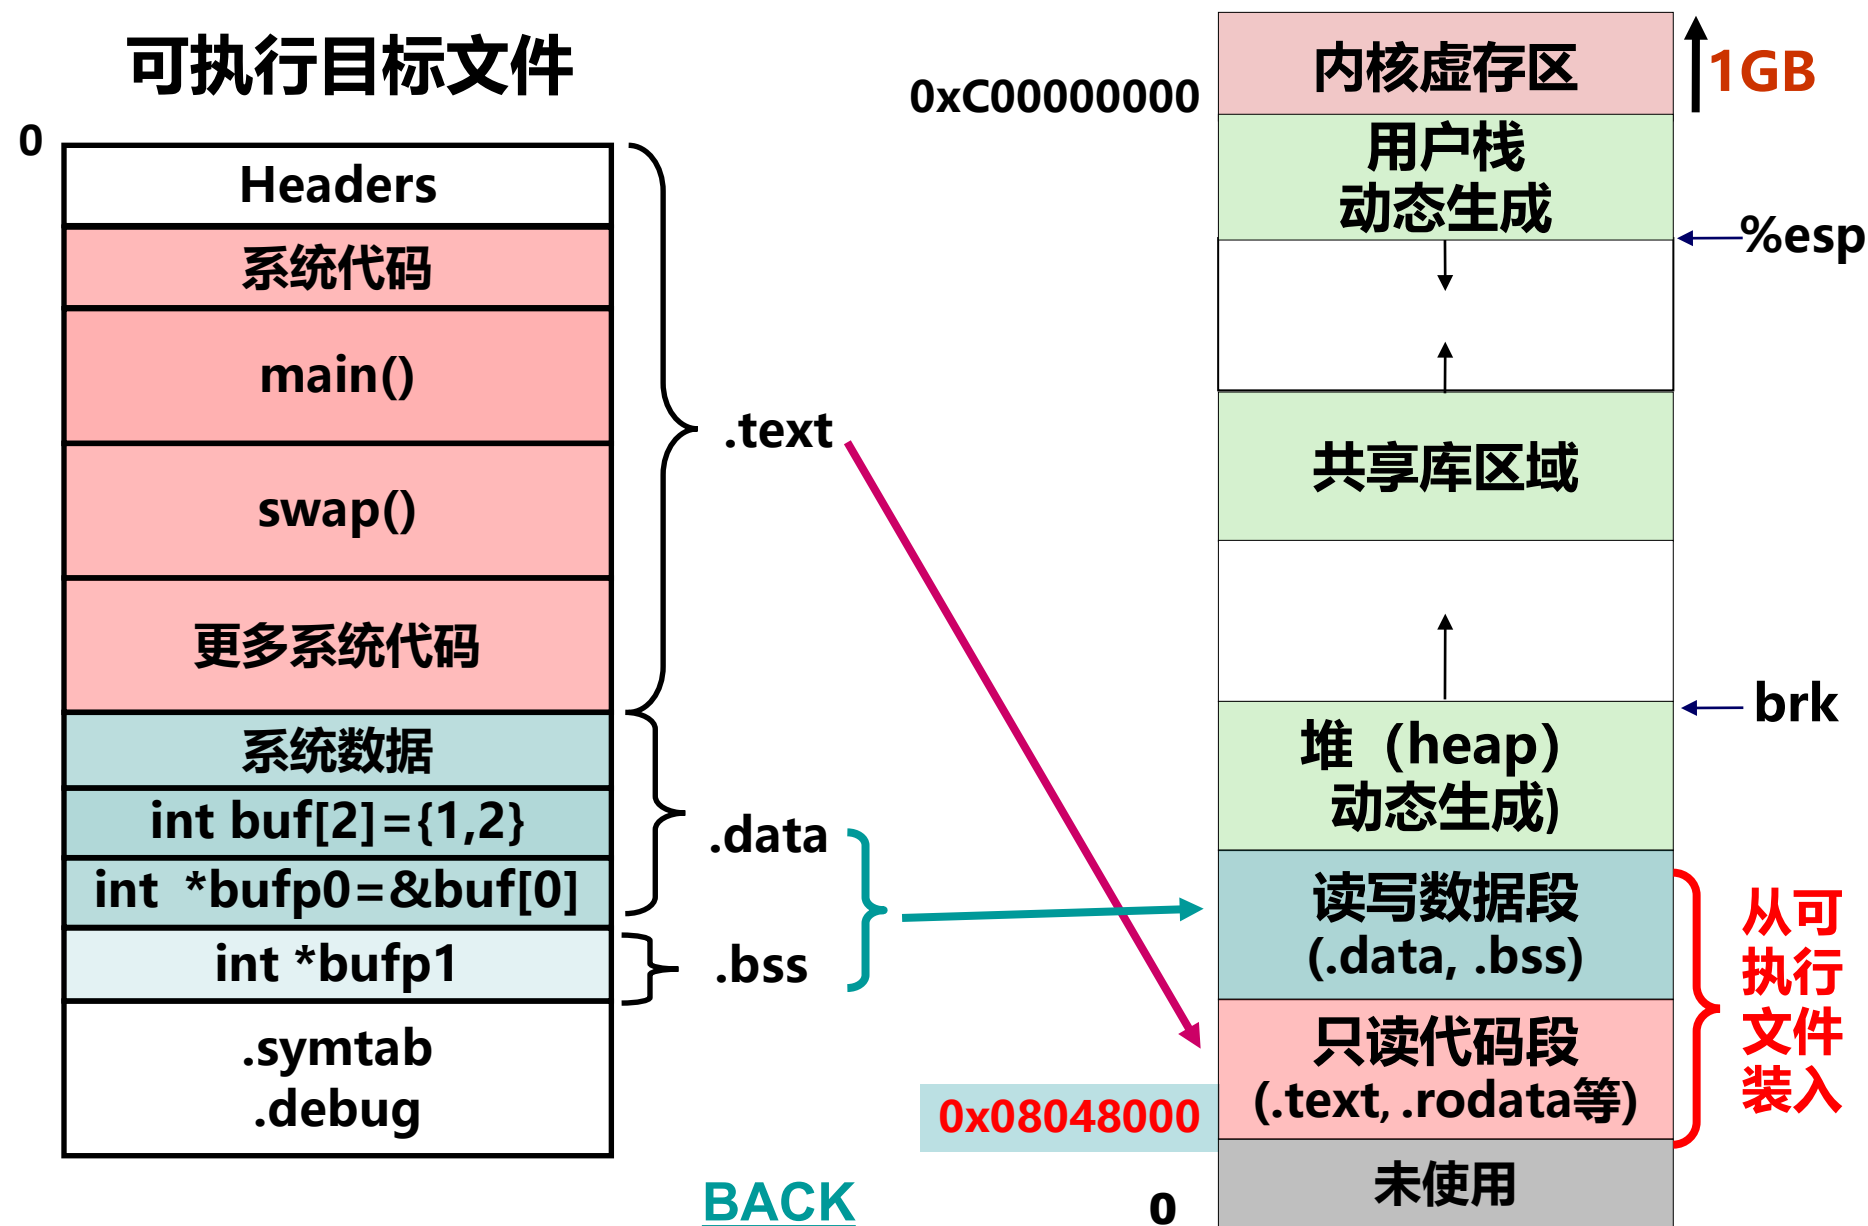 可执行目标文件
0
Headers
系统代码
main()
swap()
更多系统代码
系统数据
int buf[2]={1,2}
int *bufp0=&buf[0]
int *bufp1
.symtab
.debug
.text
.data
.bss
BACK
0xC00000000
内核虚存区
1GB
用户栈
动态生成
%esp
共享库区域
brk
堆（heap）
动态生成)
读写数据段
(.data, .bss)
只读代码段
(.text, .rodata等)
0x08048000
未使用
0
从可
执行
文件
装入